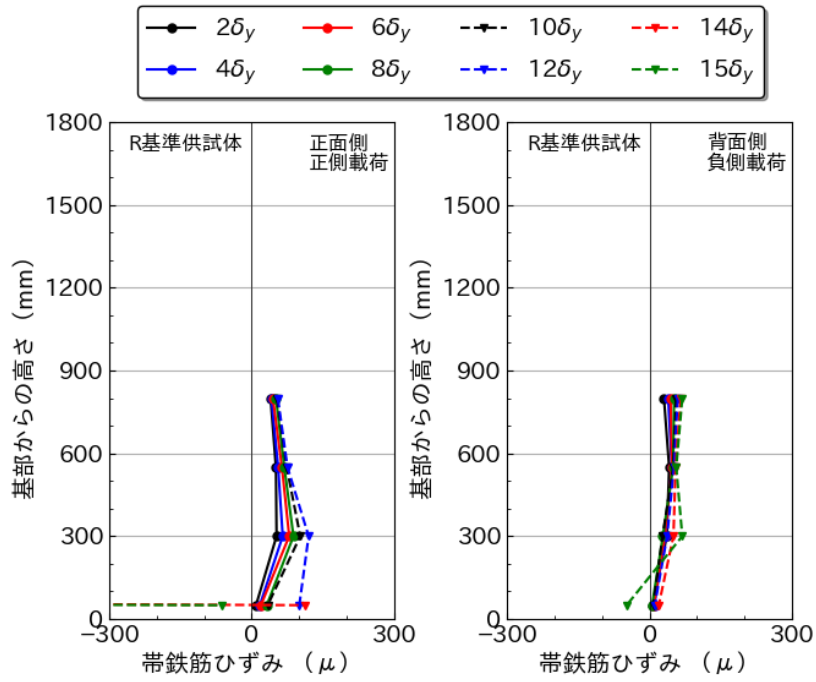 2δy 6δy 10δy 14δy
4δy 8δy 12δy 15δy
R基準供試体 正面側
正側載荷
1800
1500
1200
900
600
300
0
−300 0 300
基部からの高さ (mm)
帯鉄筋ひずみ (μ)
R基準供試体 背面側
負側載荷
1800
1500
1200
900
600
300
0
−300 0 300
基部からの高さ (mm)
帯鉄筋ひずみ (μ)